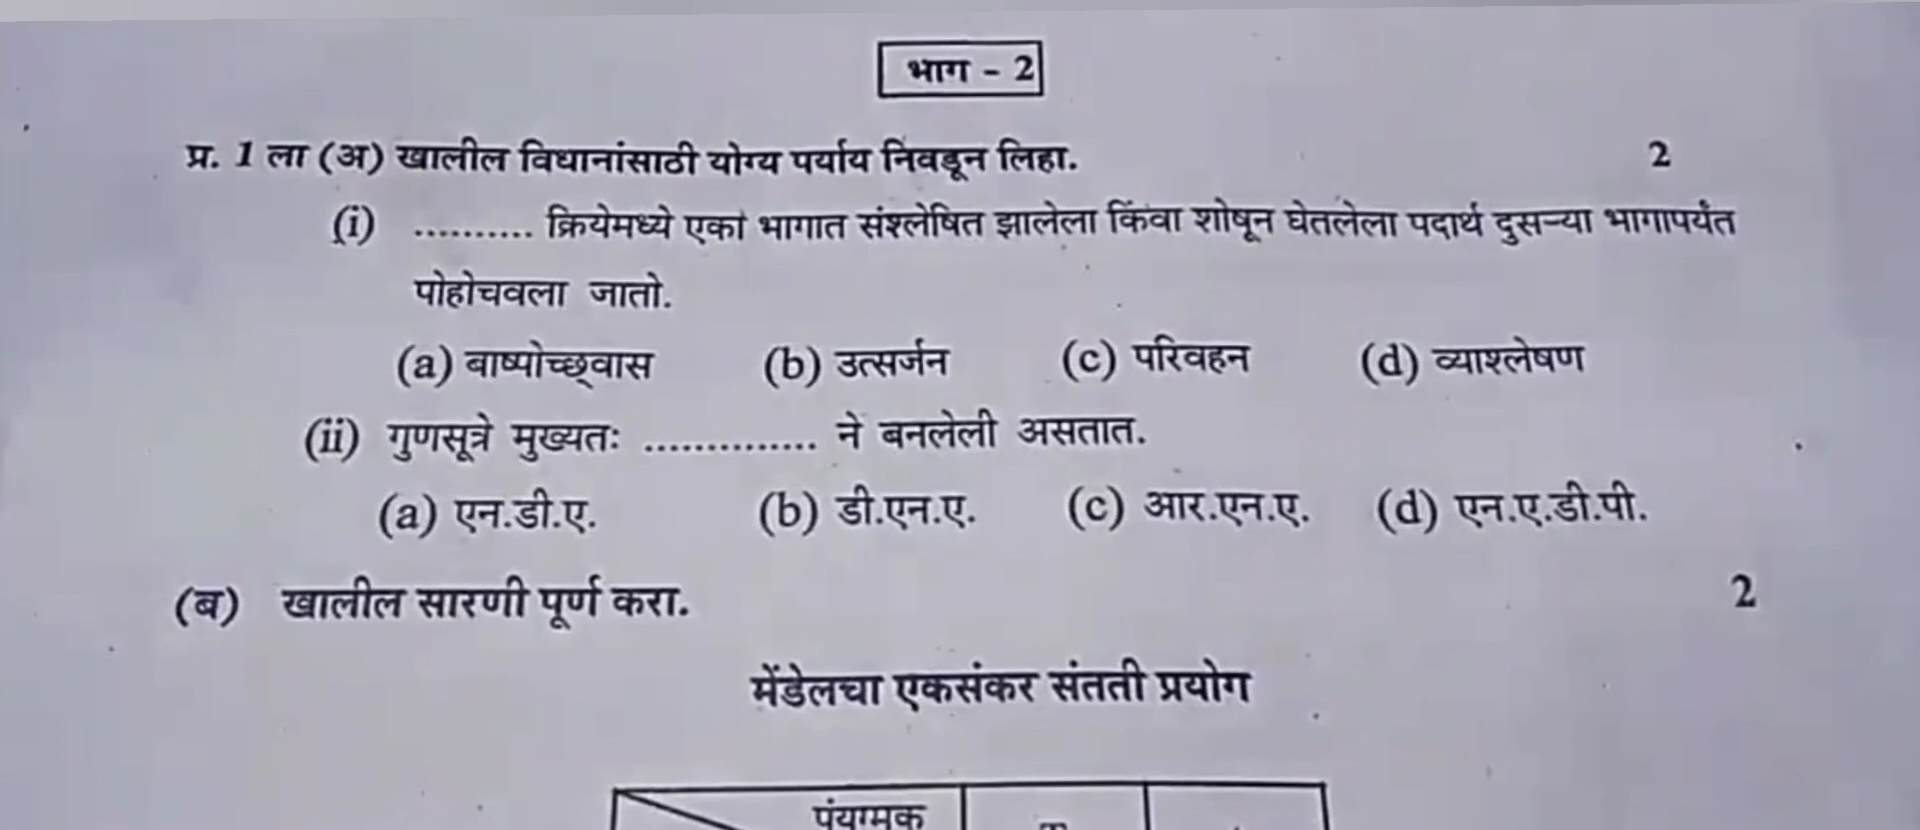 भाग - 2
प्र. 1 ला (अ) खालील विधानांसाठी योग्य पर्याय निवडून लिहा. 2
(i) .......... क्रियेमध्ये एका भागात संश्लेषित झालेला किंवा शोषून घेतलेला पदार्थ दुसऱ्या भागापर्यंत
पोहोचवला जातो.
(a) बाष्पोच्छ्वास (b) उत्सर्जन (c) परिवहन (d) व्याश्लेषण
(ii) गुणसूत्रे मुख्यतः .............. ने बनलेली असतात.
(a) एन.डी.ए. (b) डी.एन.ए. (c) आर.एन.ए. (d) एन.ए.डी.पी.
(ब) खालील सारणी पूर्ण करा. 2
मेंडेलचा एकसंकर संतती प्रयोग
पुंयुग्मक